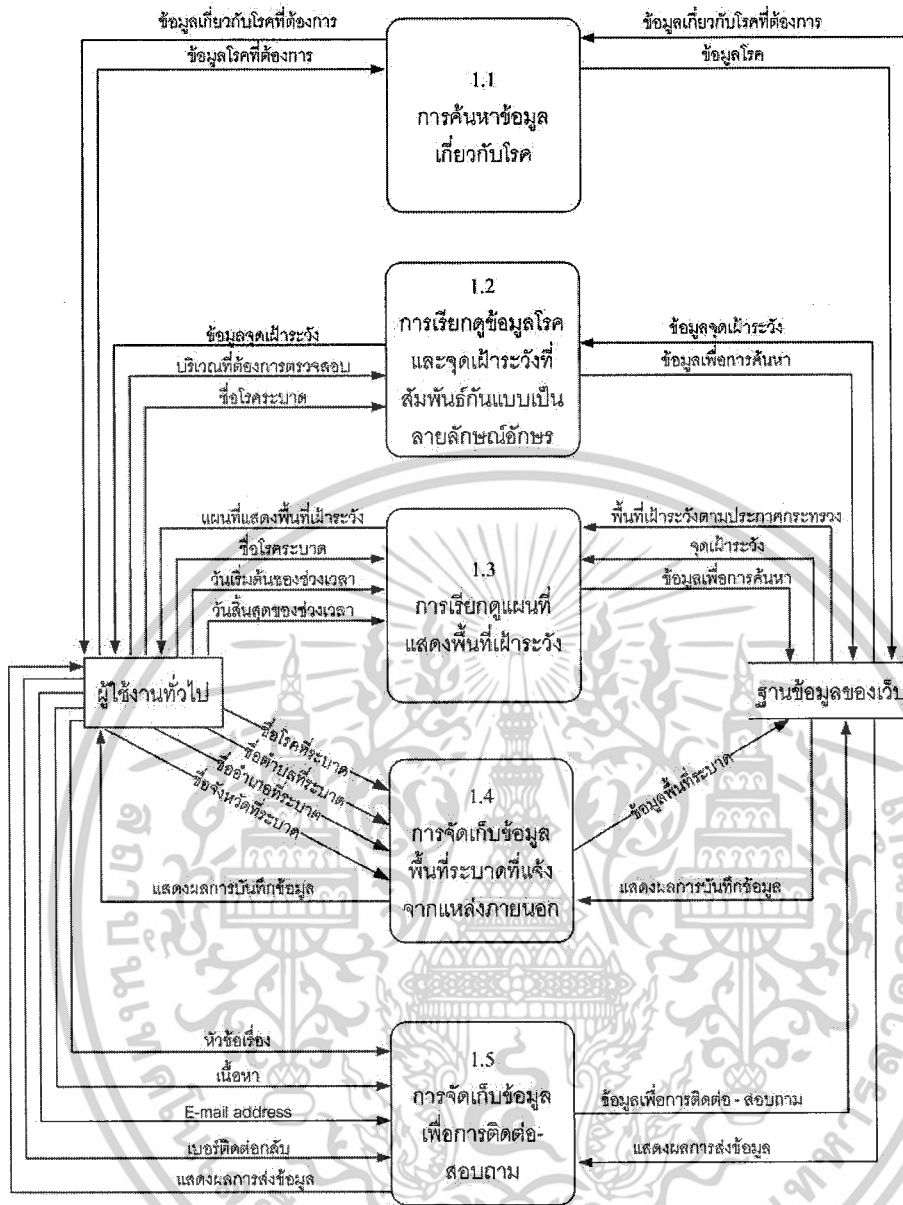 ข้อมูลเกี่ยวกับโรคที่ต้องการ
ข้อมูลโรคที่ต้องการ
1.1
การค้นหาข้อมูล
เกี่ยวกับโรค
ข้อมูลเกี่ยวกับโรคที่ต้องการ
ข้อมูลโรค
ข้อมูลจุดเฝ้าระวัง
บริเวณที่ต้องการตรวจสอบ
ชื่อโรคระบาด
1.2
การเรียกดูข้อมูลโรค
และจุดเฝ้าระวังที่
สัมพันธ์กันแบบเป็น
ลายลักษณ์อักษร
ข้อมูลจุดเฝ้าระวัง
ข้อมูลเพื่อการค้นหา
แผนที่แสดงพื้นที่เฝ้าระวัง
ชื่อโรคระบาด
วันเริ่มต้นของช่วงเวลา
วันสิ้นสุดของช่วงเวลา
1.3
การเรียกดูแผนที่
แสดงพื้นที่เฝ้าระวัง
พื้นที่เฝ้าระวังตามประกาศกระทรวง
จุดเฝ้าระวัง
ข้อมูลเพื่อการค้นหา
ผู้ใช้งานทั่วไป
ฐานข้อมูลของเว็บ
ชื่อโรคที่ระบาด
ชื่อตำบลที่ระบาด
ชื่ออำเภอที่ระบาด
ชื่อจังหวัดที่ระบาด
แสดงผลการบันทึกข้อมูล
1.4
การจัดเก็บข้อมูล
พื้นที่ระบาดที่แจ้ง
จากแหล่งภายนอก
ข้อมูลพื้นที่ระบาด
แสดงผลการบันทึกข้อมูล
หัวข้อเรื่อง
เนื้อหา
E-mail address
เบอร์ติดต่อกลับ
แสดงผลการส่งข้อมูล
1.5
การจัดเก็บข้อมูล
เพื่อการติดต่อ-
สอบถาม
ข้อมูลเพื่อการติดต่อ - สอบถาม
แสดงผลการส่งข้อมูล